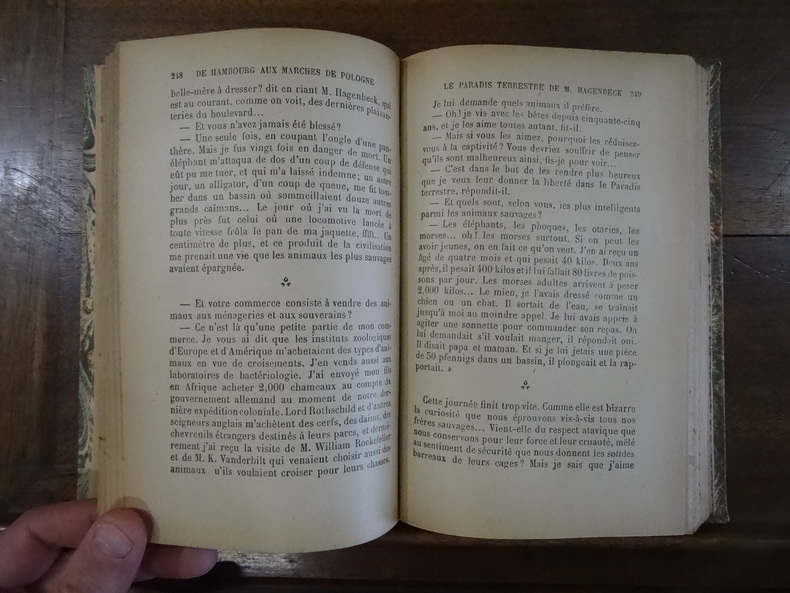 248 DE HAMBOURG AUX MARCHES DE POLOGNE
belle-mère à dresser? dit en riant M. Hagenbeck, qui
est au courant, comme on voit, des dernières plaisan-
teries du boulevard...
— Et vous n'avez jamais été blessé?
— Une seule fois, en coupant l'ongle d'une pan-
thère. Mais je fus vingt fois en danger de mort. Un
éléphant m'attaqua de dos d'un coup de défense qui
eût pu me tuer, et qui m'a laissé indemne; un autre
jour, un alligator, d'un coup de queue, me fit tom-
ber dans un bassin où sommeillaient douze autres
grands caïmans... Le jour où j'ai vu la mort de
plus près fut celui où une locomotive lancée à
toute vitesse frôla le pan de ma jaquette, ffffft... Un
centimètre de plus, et ce produit de la civilisation
me prenait une vie que les animaux les plus sauvages
avaient épargnée.
— Et votre commerce consiste à vendre des ani-
maux aux ménageries et aux souverains?
— Ce n'est là qu'une petite partie de mon com-
merce. Je vous ai dit que les instituts zoologiques
d'Europe et d'Amérique m'achetaient des types d'ani-
maux en vue de croisements. J'en vends aussi aux
laboratoires de bactériologie. J'ai envoyé mon fils
en Afrique acheter 2,000 chameaux au compte du
gouvernement allemand au moment de notre der-
nière expédition coloniale. Lord Rothschild et d'autres
seigneurs anglais m'achètent des cerfs, des daims, des
chevreuils étrangers destinés à leurs parcs, et derniè-
rement j'ai reçu la visite de M. William Rockefeller
et de M. K. Vanderbilt qui venaient choisir aussi des
animaux u'ils voulaient croiser pour leurs chasses.
LE PARADIS TERRESTRE DE M. HAGENBECK 249
Je lui demande quels animaux il préfère.
— Oh! je vis avec les bêtes depuis cinquante-cinq
ans, et je les aime toutes autant, fit-il.
— Mais si vous les aimez, pourquoi les réduisez-
vous à la captivité? Vous devriez souffrir de penser
qu'ils sont malheureux ainsi, fis-je pour voir...
— C'est dans le but de les rendre plus heureux
que je veux leur donner la liberté dans le Paradis
terrestre, répondit-il.
— Et quels sont, selon vous, les plus intelligents
parmi les animaux sauvages?
— Les éléphants, les phoques, les otaries, les
morses... oh! les morses surtout. Si on peut les
avoir jeunes, on en fait ce qu'on veut. J'en ai reçu un
âgé de quatre mois et qui pesait 40 kilos. Deux ans
après, il pesait 400 kilos et il lui fallait 80 livres de pois-
sons par jour. Les morses adultes arrivent à peser
2,000 kilos... Le mien, je l'avais dressé comme un
chien ou un chat. Il sortait de l'eau, se traînait
jusqu'à moi au moindre appel. Je lui avais appris à
agiter une sonnette pour commander son repas. On
lui demandait s'il voulait manger, il répondait oui.
Il disait papa et maman. Et si je lui jetais une pièce
de 50 pfennigs dans un bassin, il plongeait et la rap-
portait. »
Cette journée finit trop vite. Comme elle est bizarre
la curiosité que nous éprouvons vis-à-vis tous nos
frères sauvages... Vient-elle du respect atavique que
nous conservons pour leur force et leur cruauté, mêlé
au sentiment de sécurité que nous donnent les solides
barreaux de leurs cages? Mais je sais que j'aime